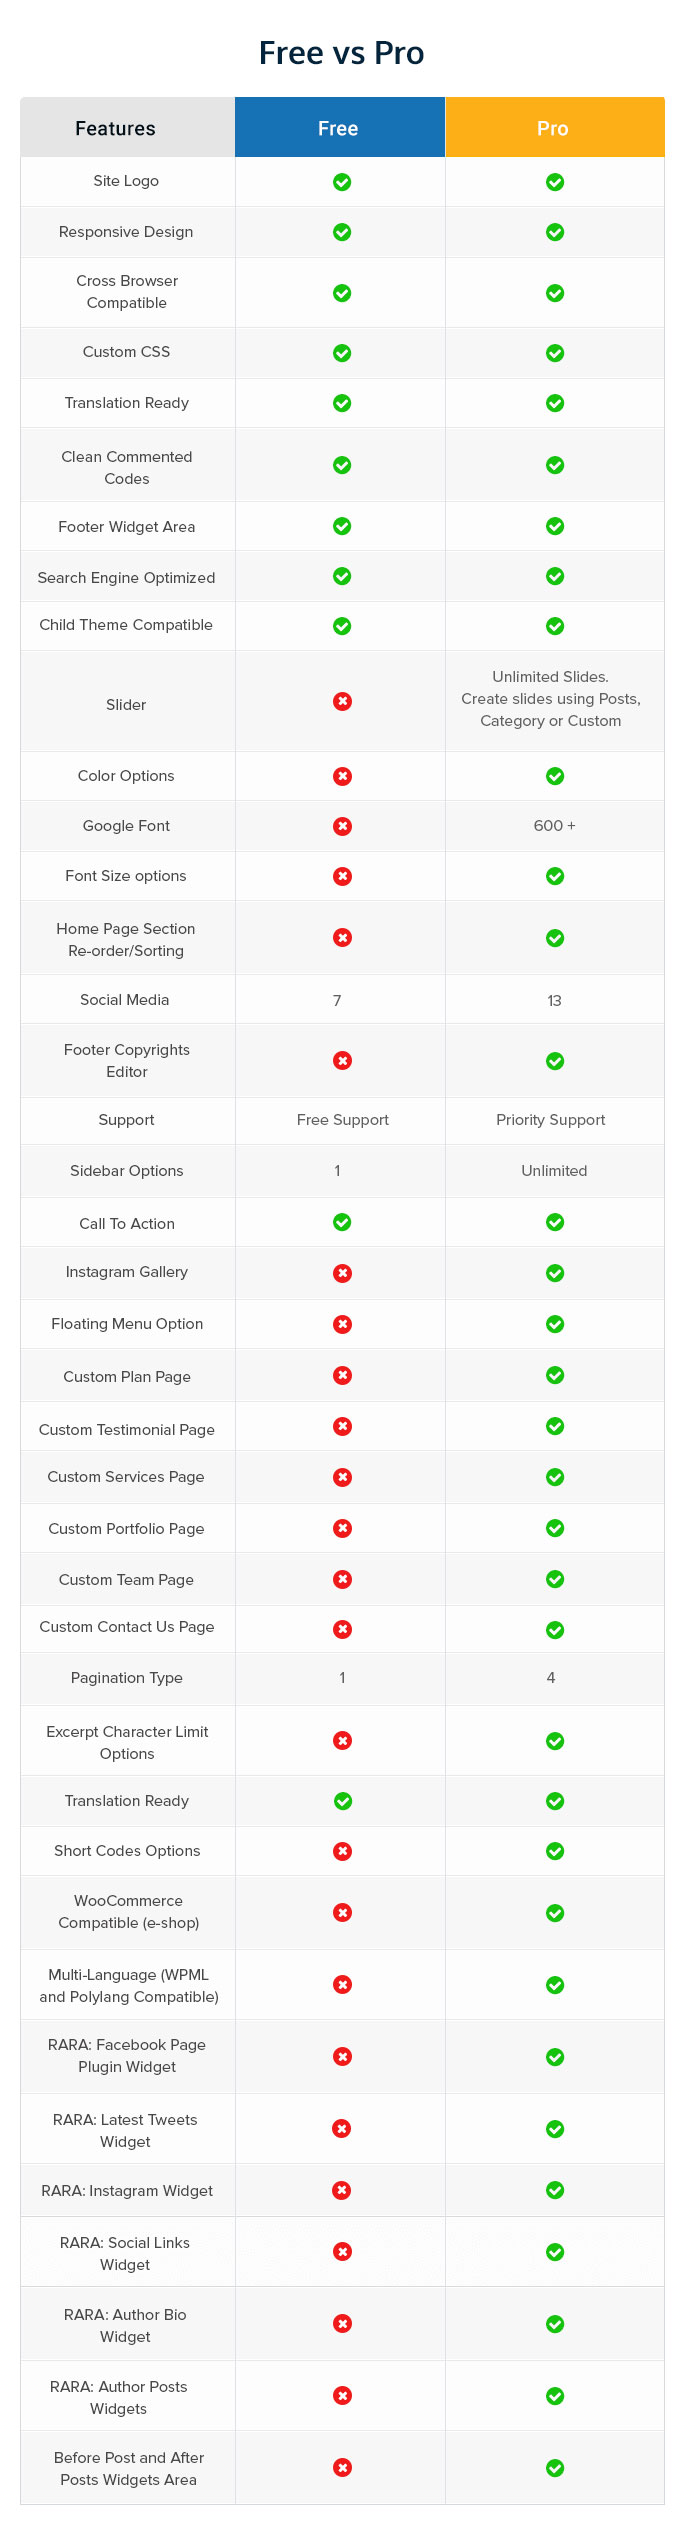 Free vs Pro
Features Free Pro
Site Logo
Responsive Design
Cross Browser
Compatible
Custom CSS
Translation Ready
Clean Commented
Codes
Footer Widget Area
Search Engine Optimized
Child Theme Compatible
Slider
Unlimited Slides.
Create slides using Posts,
Category or Custom
Color Options
Google Font 600 +
Font Size options
Home Page Section
Re-order/Sorting
Social Media 7 13
Footer Copyrights
Editor
Support Free Support Priority Support
Sidebar Options 1 Unlimited
Call To Action
Instagram Gallery
Floating Menu Option
Custom Plan Page
Custom Testimonial Page
Custom Services Page
Custom Portfolio Page
Custom Team Page
Custom Contact Us Page
Pagination Type 1 4
Excerpt Character Limit
Options
Translation Ready
Short Codes Options
WooCommerce
Compatible (e-shop)
Multi-Language (WPML
and Polylang Compatible)
RARA: Facebook Page
Plugin Widget
RARA: Latest Tweets
Widget
RARA: Instagram Widget
RARA: Social Links
Widget
RARA: Author Bio
Widget
RARA: Author Posts
Widgets
Before Post and After
Posts Widgets Area